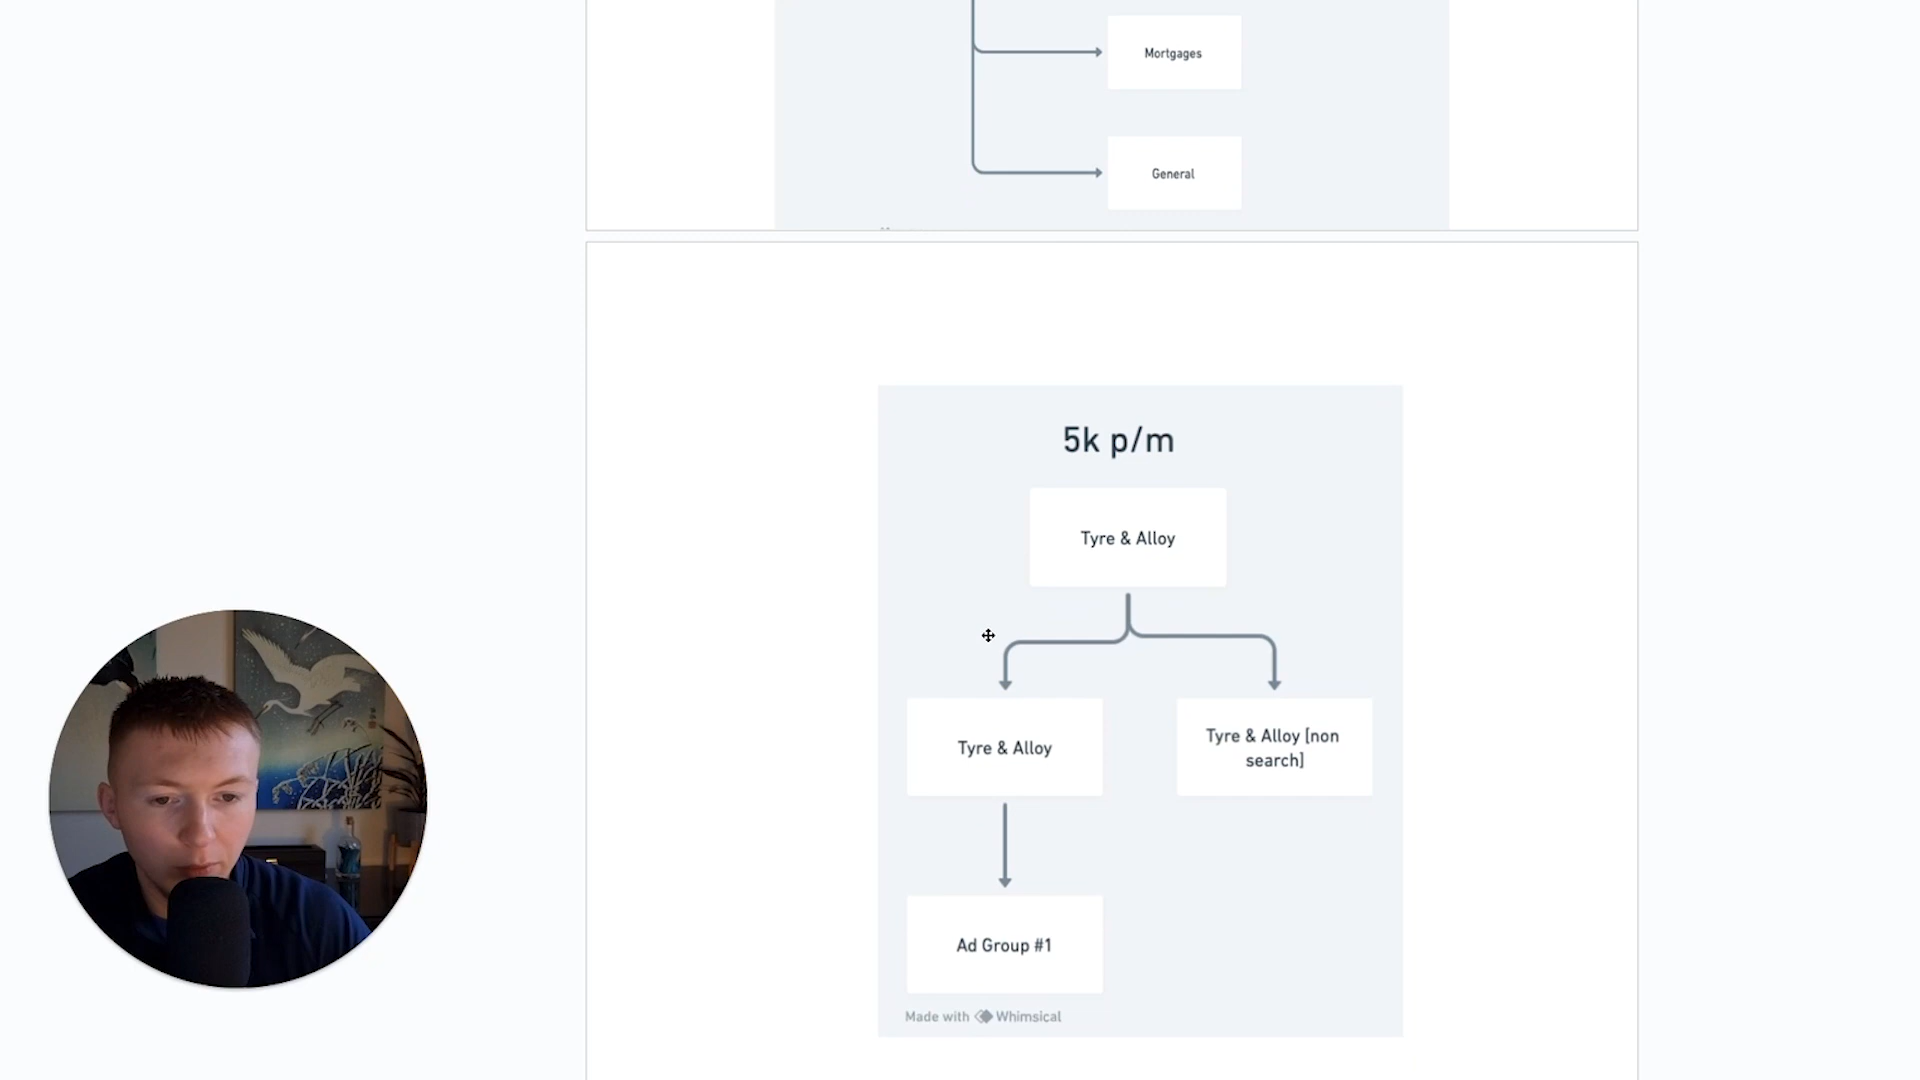 Mortgages
General
5k p/m
Tyre & Alloy
Tyre & Alloy
Tyre & Alloy [non
search]
Ad Group #1
Made with Whimsical